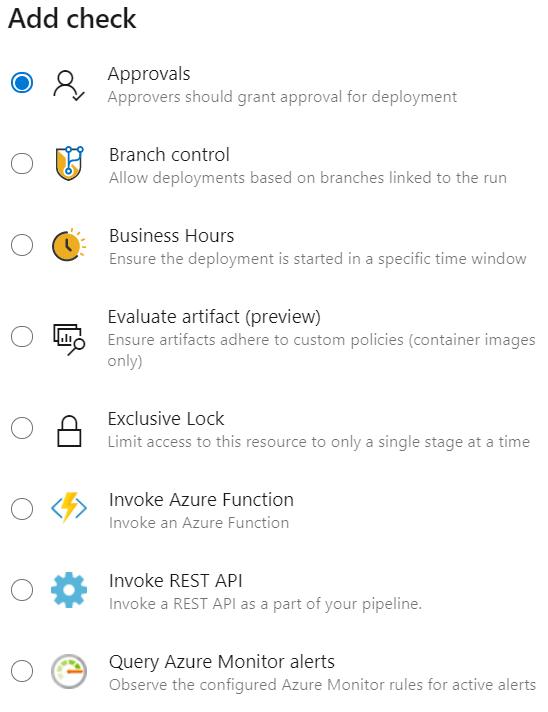 Add check
Approvals
Approvers should grant approval for deployment
Branch control
Allow deployments based on branches linked to the run
Business Hours
Ensure the deployment is started in a specific time window
Evaluate artifact (preview)
Ensure artifacts adhere to custom policies (container images
only)
Exclusive Lock
Limit access to this resource to only a single stage at a time
Invoke Azure Function
Invoke an Azure Function
Invoke REST API
Invoke a REST API as a part of your pipeline.
Query Azure Monitor alerts
Observe the configured Azure Monitor rules for active alerts